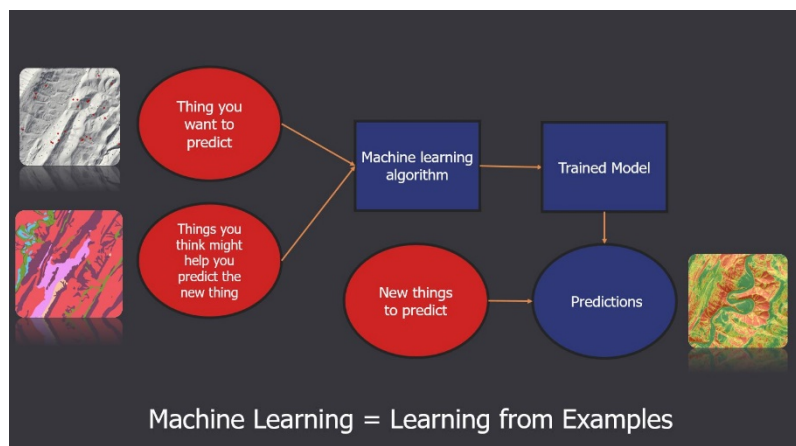 Thing you
want to
predict
Machine learning
algorithm
Trained Model
Things you
think might
help you
predict the
new thing
New things
to predict
Predictions
Machine Learning = Learning from Examples